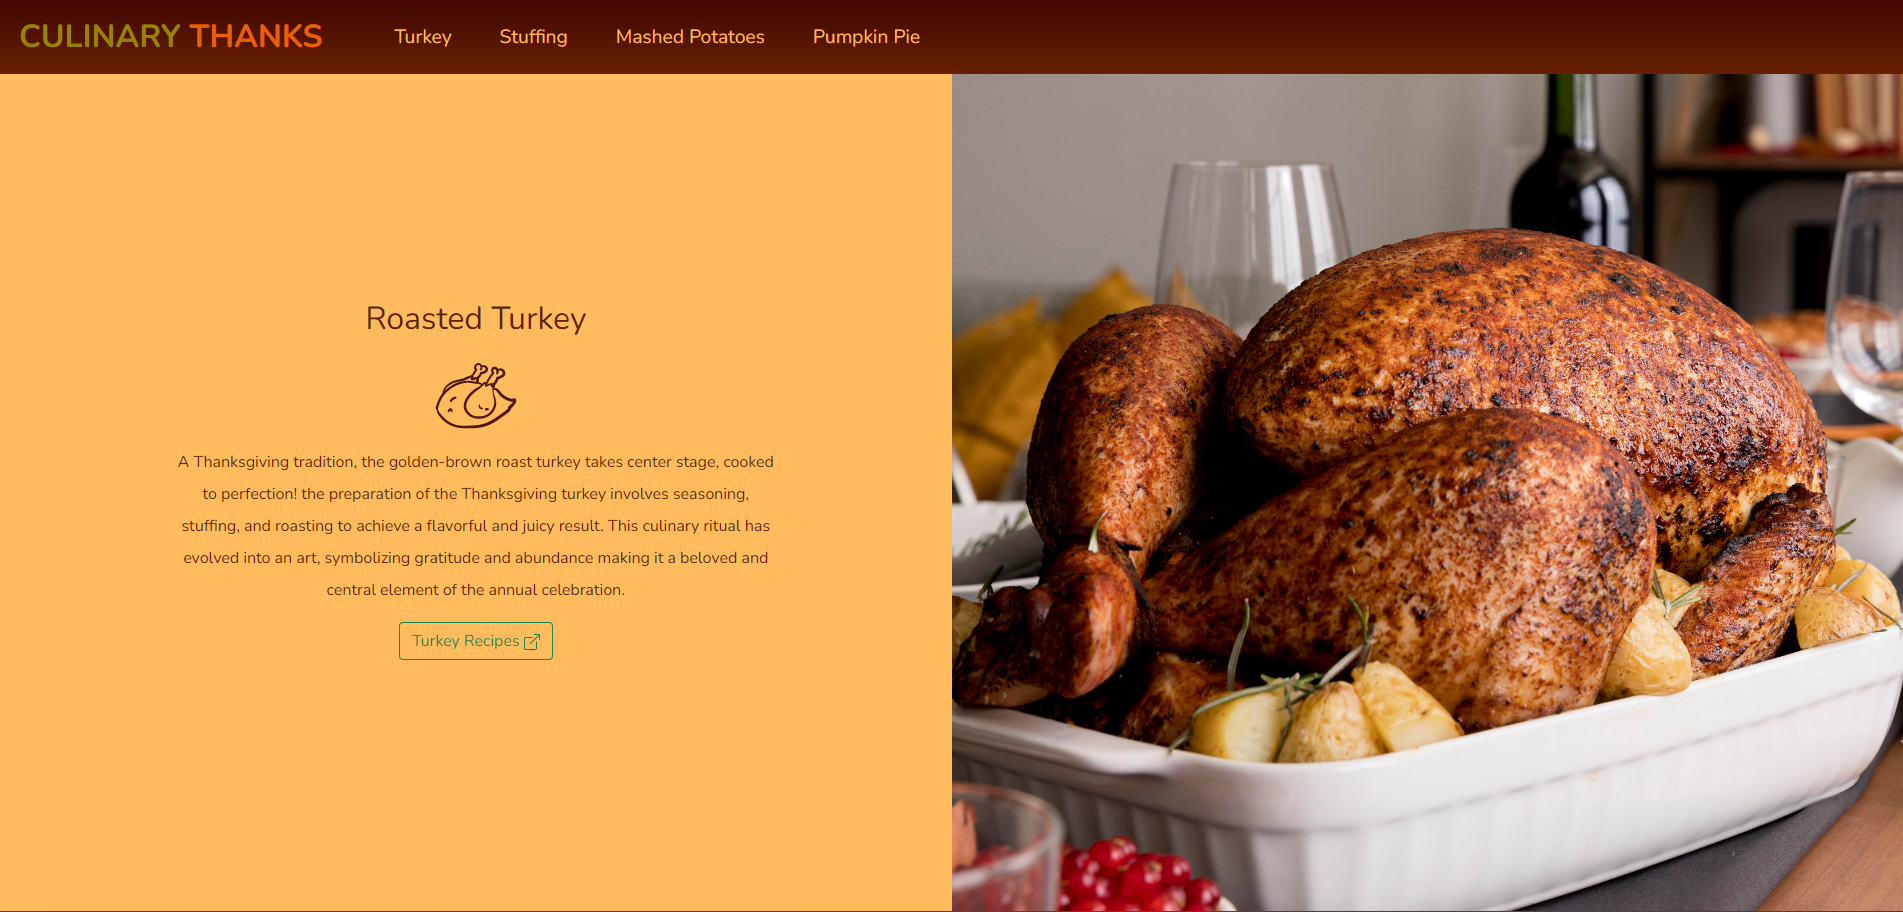 CULINARY THANKS
Turkey
Stuffing
Mashed Potatoes
Pumpkin Pie
Roasted Turkey
A Thanksgiving tradition, the golden-brown roast turkey takes center stage, cooked
to perfection! the preparation of the Thanksgiving turkey involves seasoning,
stuffing, and roasting to achieve a flavorful and juicy result. This culinary ritual has
evolved into an art, symbolizing gratitude and abundance making it a beloved and
central element of the annual celebration.
Turkey Recipes